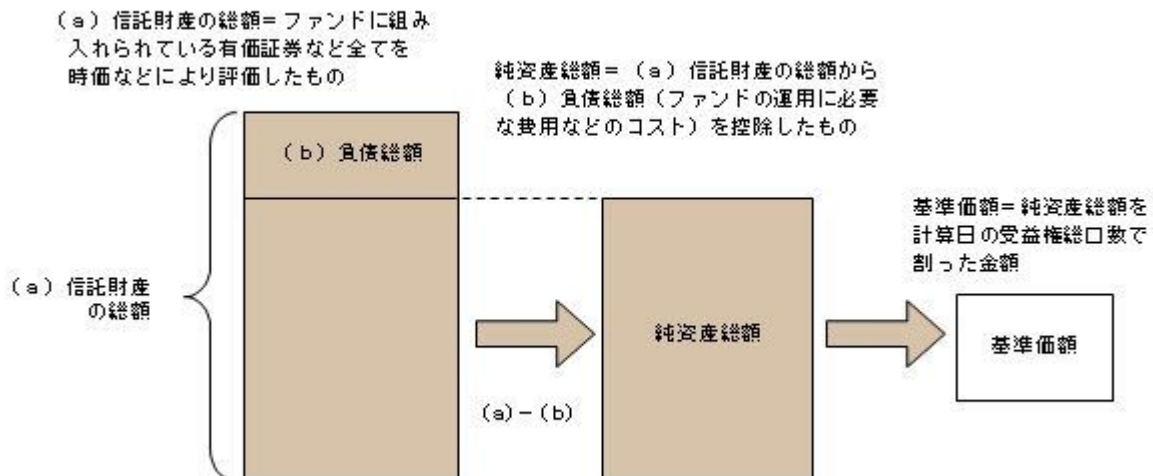 (a)信託財産の総額=ファンドに組み
入れられている有価証券など全てを
時価などにより評価したもの
純資産総額=(a)信託財産の総額から
(b)負債総額(ファンドの運用に必要
な費用などのコスト)を控除したもの
(b)負債総額
基準価額=純資産総額を
計算日の受益権総口数で
割った金額
(a)信託財産
の総額
純資産総額
基準価額
(a)-(b)